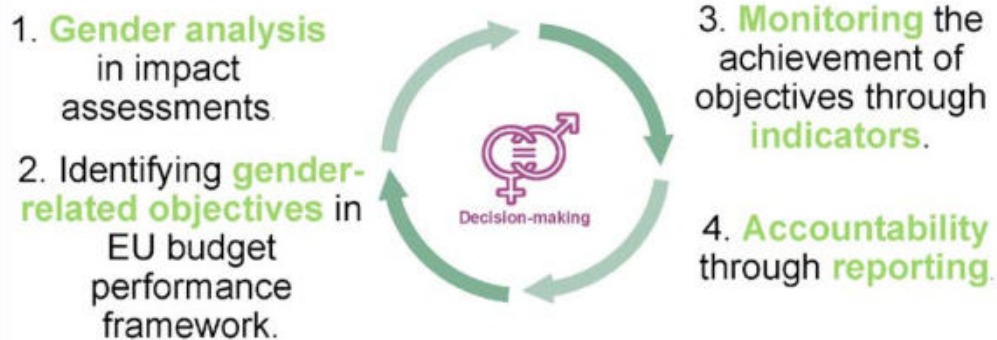 1. Gender analysis
in impact
assessments.
2. Identifying gender-
related objectives in
EU budget
performance
framework.
Decision-making
3. Monitoring the
achievement of
objectives through
indicators.
4. Accountability
through reporting.